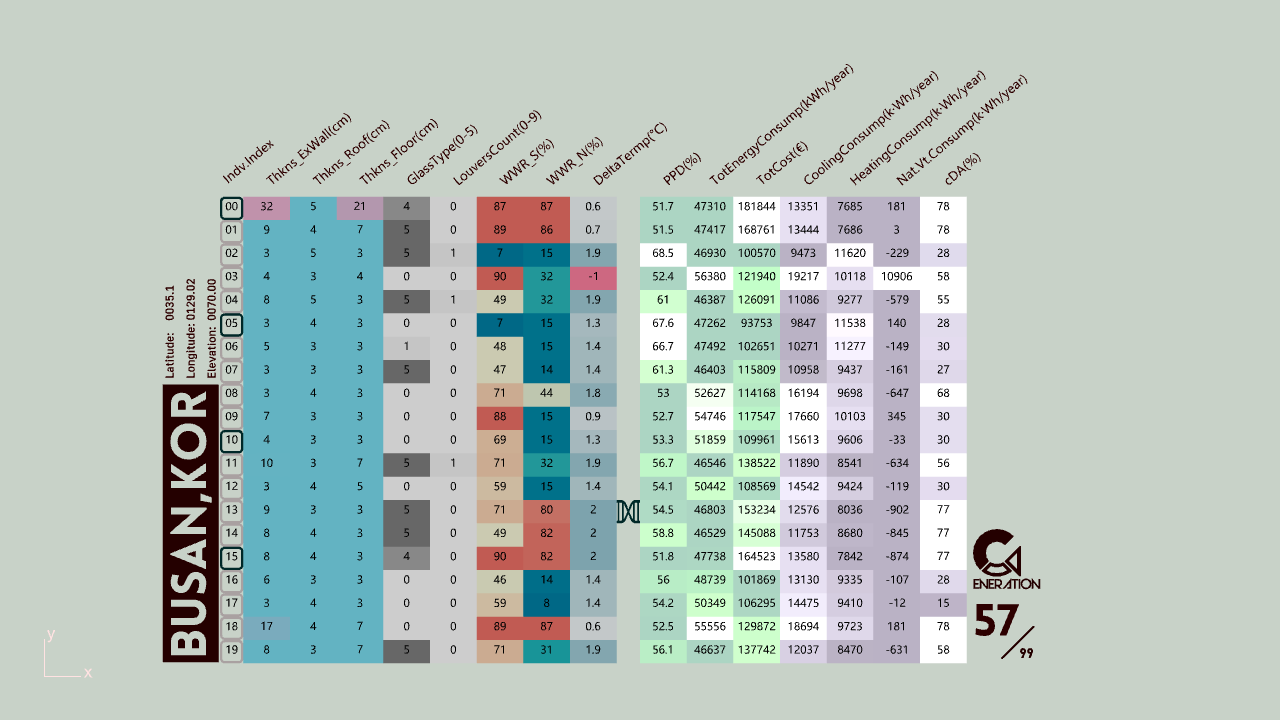 Indv.Index Thkns_ExWall(cm) Thkns_Roof(cm) Thkns_Floor(cm) GlassType(0-5) LouversCount(0-9) WWR_S(%) WWR_N(%) DeltaTermp(°C) PPD(%) TotEnergyConsump(kWh/year) TotCost(€) CoolingConsump(k·Wh/year) HeatingConsump(k·Wh/year) Nat.Vt.Consump(k·Wh/year) cDA(%)
00 32 5 21 4 0 87 87 0.6 51.7 47310 181844 13351 7685 181 78
01 9 4 7 5 0 89 86 0.7 51.5 47417 168761 13444 7686 3 78
02 3 5 3 5 1 7 15 1.9 68.5 46930 100570 9473 11620 -229 28
03 4 3 4 0 0 90 32 -1 52.4 56380 121940 19217 10118 10906 58
04 8 5 3 5 1 49 32 1.9 61 46387 126091 11086 9277 -579 55
05 3 4 3 0 0 7 15 1.3 67.6 47262 93753 9847 11538 140 28
06 5 3 3 1 0 48 15 1.4 66.7 47492 102651 10271 11277 -149 30
07 3 3 3 5 0 47 14 1.4 61.3 46403 115809 10958 9437 -161 27
08 3 4 3 0 0 71 44 1.8 53 52627 114168 16194 9698 -647 68
09 7 3 3 0 0 88 15 0.9 52.7 54746 117547 17660 10103 345 30
10 4 3 3 0 0 69 15 1.3 53.3 51859 109961 15613 9606 -33 30
11 10 3 7 5 1 71 32 1.9 56.7 46546 138522 11890 8541 -634 56
12 3 4 5 0 0 59 15 1.4 54.1 50442 108569 14542 9424 -119 30
13 9 3 3 5 0 71 80 2 54.5 46803 153234 12576 8036 -902 77
14 8 4 3 5 0 49 82 2 58.8 46529 145088 11753 8680 -845 77
15 8 4 3 4 0 90 82 2 51.8 47738 164523 13580 7842 -874 77
16 6 3 3 0 0 46 14 1.4 56 48739 101869 13130 9335 -107 28
17 3 4 3 0 0 59 8 1.4 54.2 50349 106295 14475 9410 -12 15
18 17 4 7 0 0 89 87 0.6 52.5 55556 129872 18694 9723 181 78
19 8 3 7 5 0 71 31 1.9 56.1 46637 137742 12037 8470 -631 58
Latitude: 0035.1
Longitude: 0129.02
Elevation: 0070.00
BUSAN,KOR
GENERATION
57/99
y
x